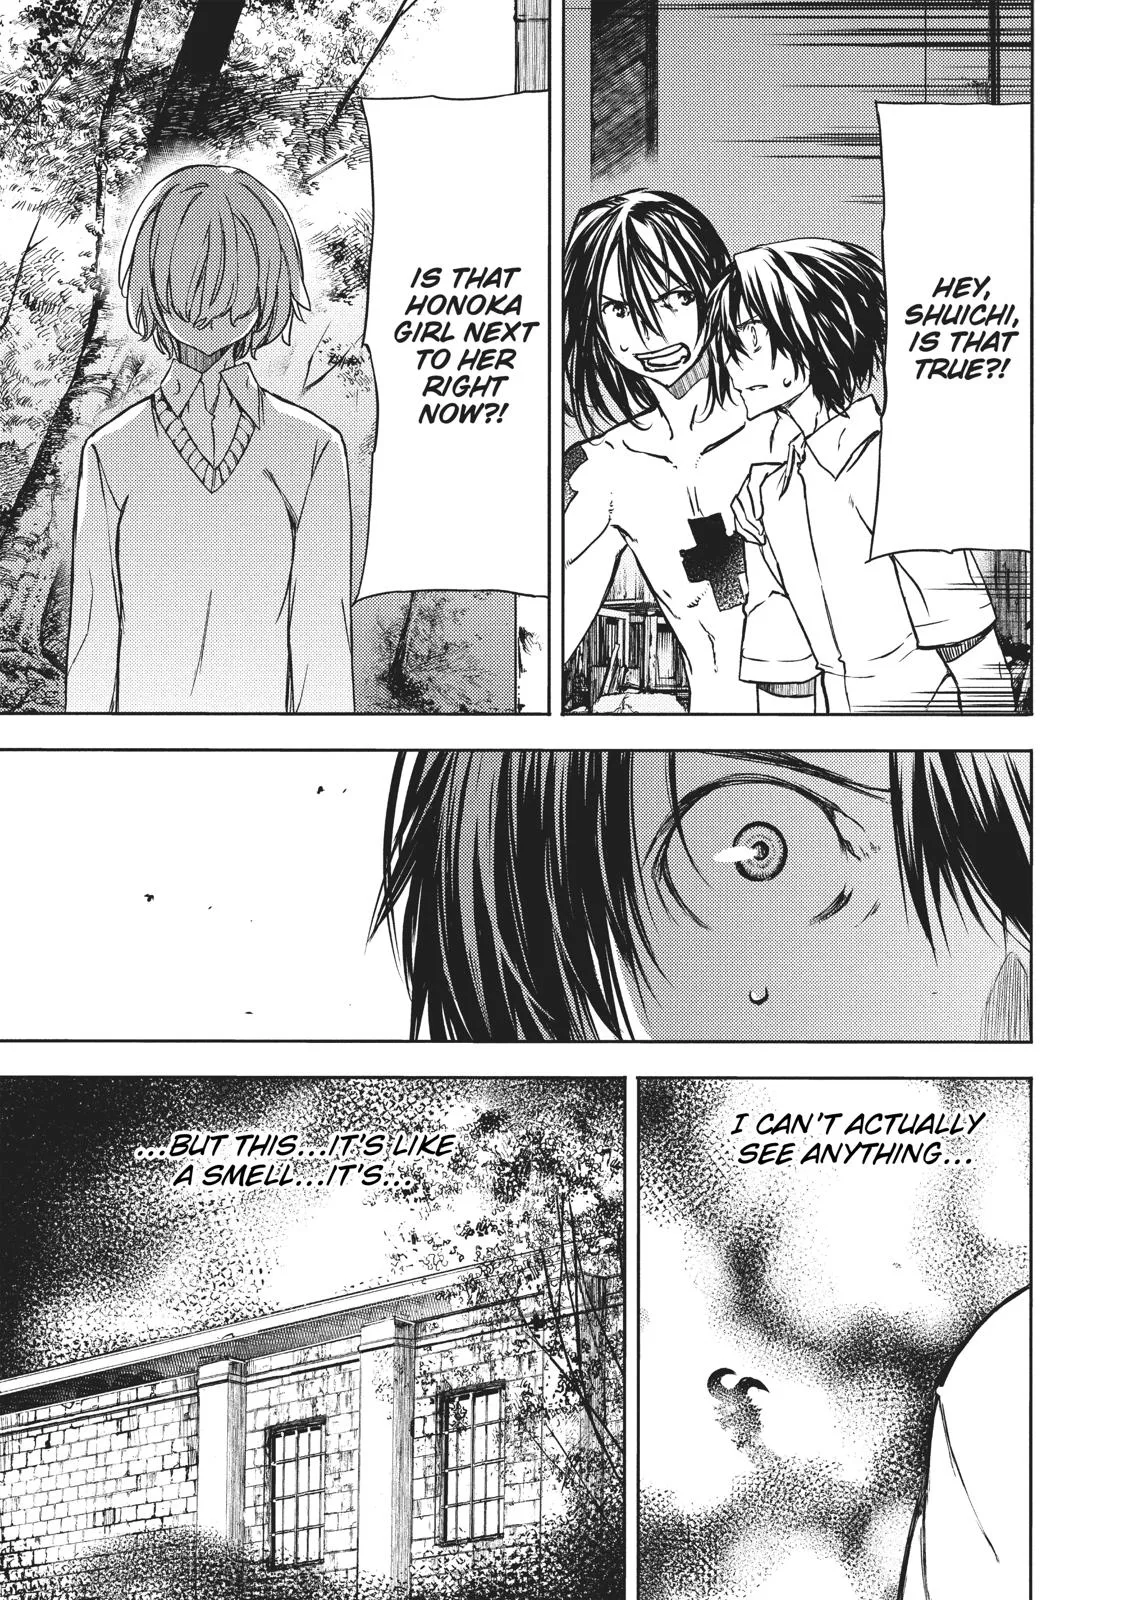 HEY,
SHUICHI,
IS THAT
TRUE?!
IS THAT
HONOKA
GIRL NEXT
TO HER
RIGHT
NOW?!
I CAN'T ACTUALLY
SEE ANYTHING...
...BUT THIS...IT'S LIKE
A SMELL...IT'S...